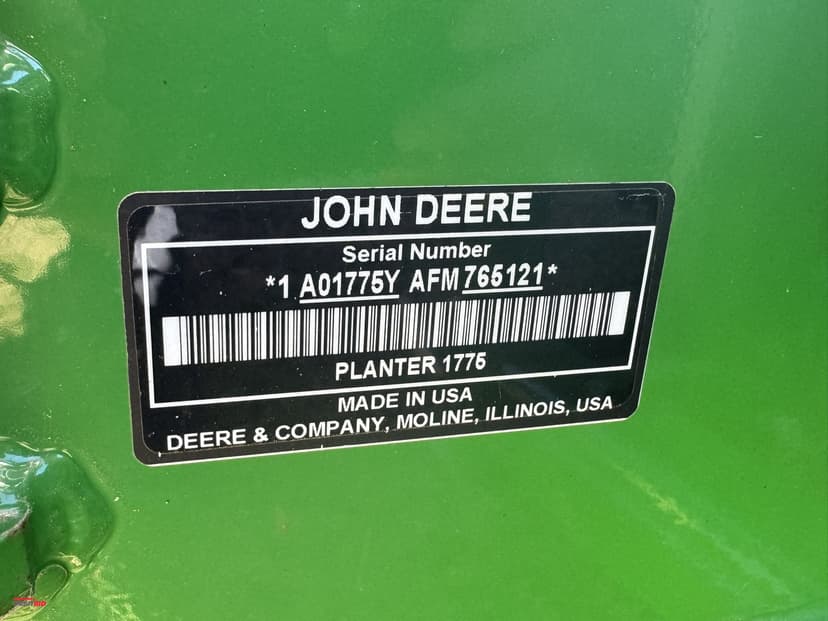 JOHN DEERE
Serial Number
*1 A01775Y AFM 765121*
PLANTER 1775
MADE IN USA
DEERE & COMPANY, MOLINE, ILLINOIS, USA